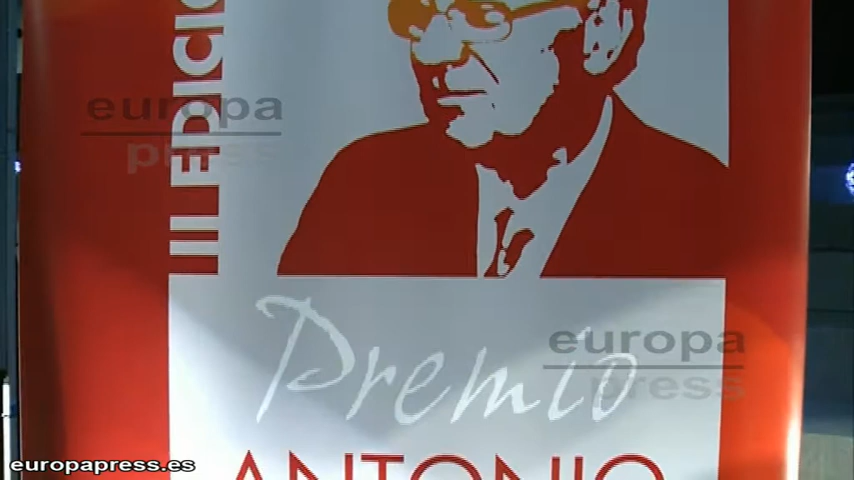 III EDICIÓ
europa
press
Premio
europa
press
ANTONIO
europapress.es